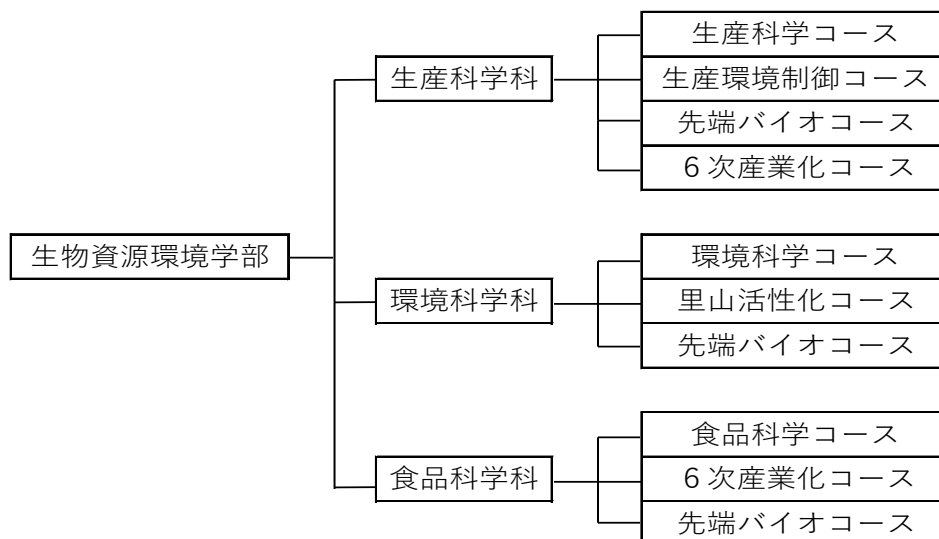 生物資源環境学部
生産科学科
生産科学コース
生産環境制御コース
先端バイオコース
６次産業化コース
環境科学科
環境科学コース
里山活性化コース
先端バイオコース
食品科学科
食品科学コース
６次産業化コース
先端バイオコース